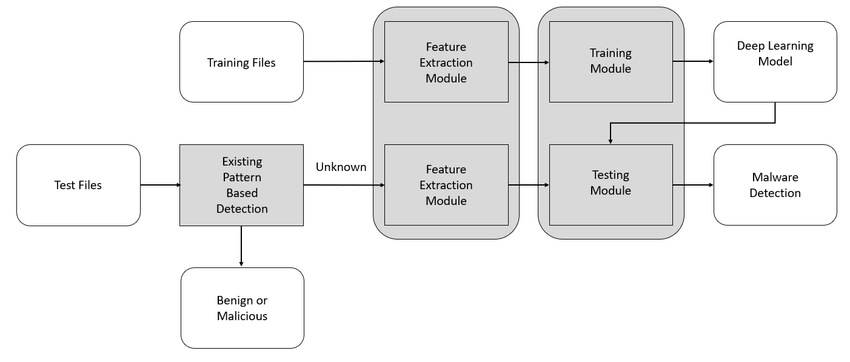 Training Files
Feature
Extraction
Module
Training
Module
Deep Learning
Model
Test Files
Existing
Pattern
Based
Detection
Unknown
Feature
Extraction
Module
Testing
Module
Malware
Detection
Benign or
Malicious